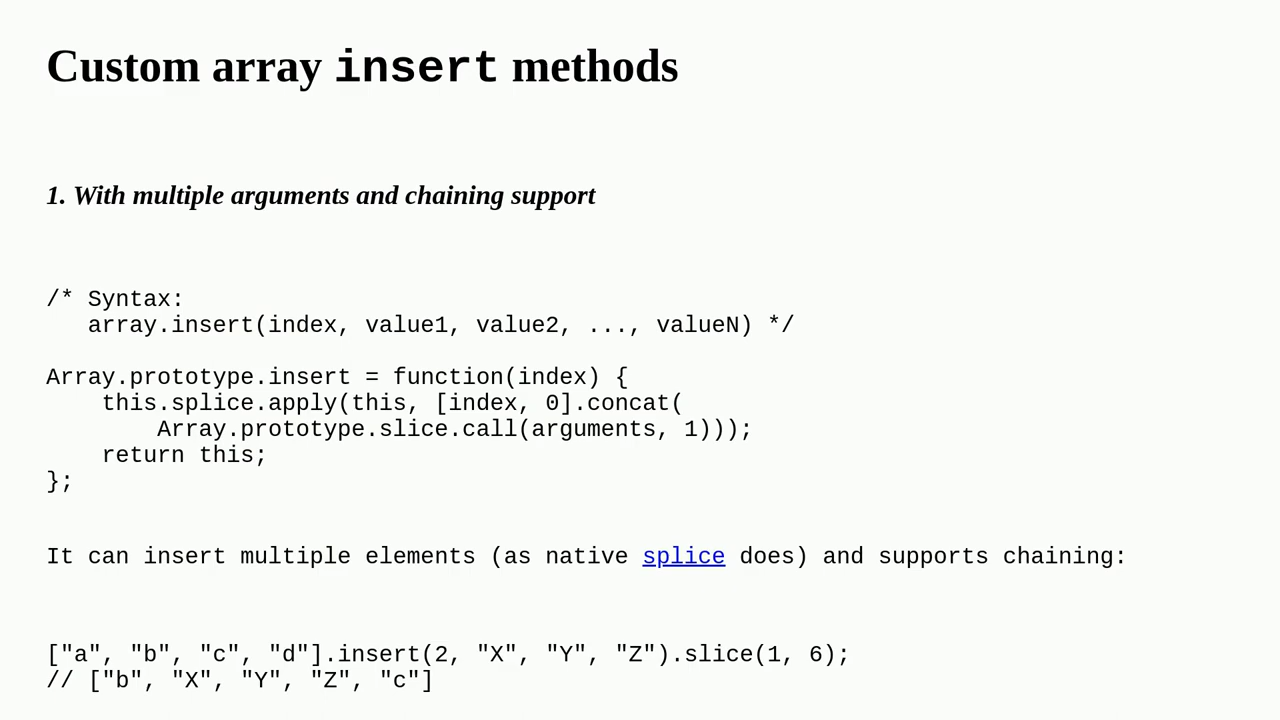 Custom array insert methods
1. With multiple arguments and chaining support
/* Syntax:
   array.insert(index, value1, value2, ..., valueN) */
Array.prototype.insert = function(index) {
    this.splice.apply(this, [index, 0].concat(
        Array.prototype.slice.call(arguments, 1)));
    return this;
};
It can insert multiple elements (as native splice does) and supports chaining:
["a", "b", "c", "d"].insert(2, "X", "Y", "Z").slice(1, 6);
// ["b", "X", "Y", "Z", "c"]